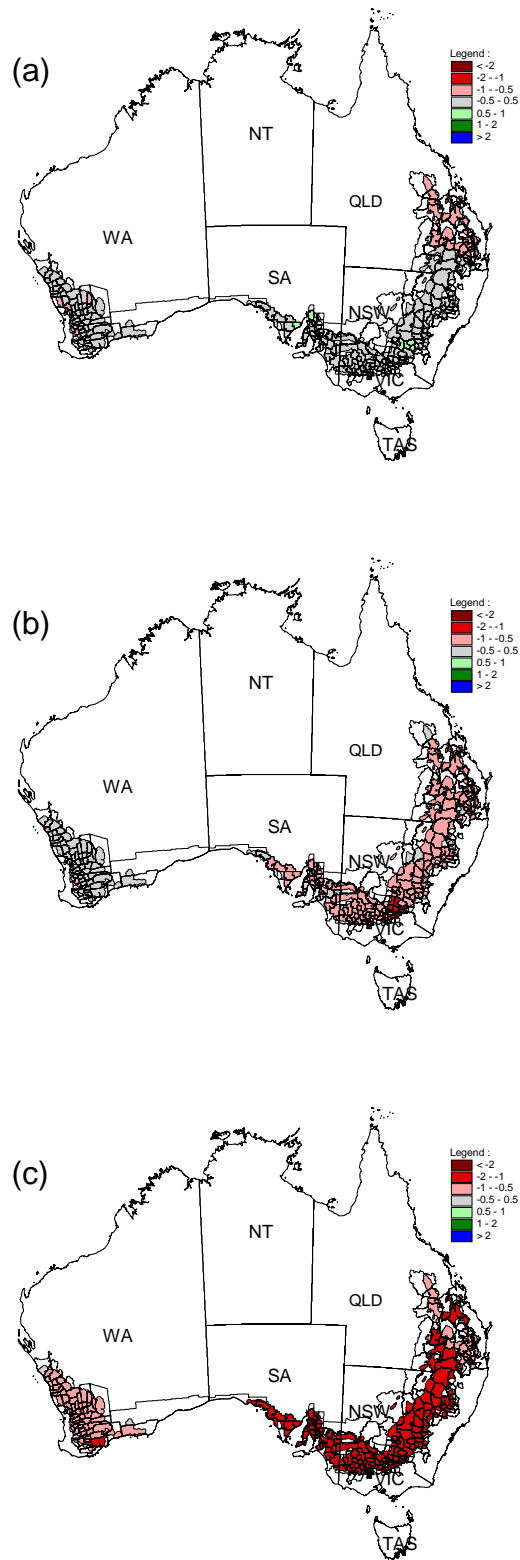 (a)
Legend :
< -2
-2 - -1
-1 - -0.5
-0.5 - 0.5
0.5 - 1
1 - 2
> 2
NT
QLD
WA
SA
NSW
VIC
TAS
(b)
Legend :
< -2
-2 - -1
-1 - -0.5
-0.5 - 0.5
0.5 - 1
1 - 2
> 2
NT
QLD
WA
SA
NSW
VIC
TAS
(c)
Legend :
< -2
-2 - -1
-1 - -0.5
-0.5 - 0.5
0.5 - 1
1 - 2
> 2
NT
QLD
WA
SA
NSW
VIC
TAS